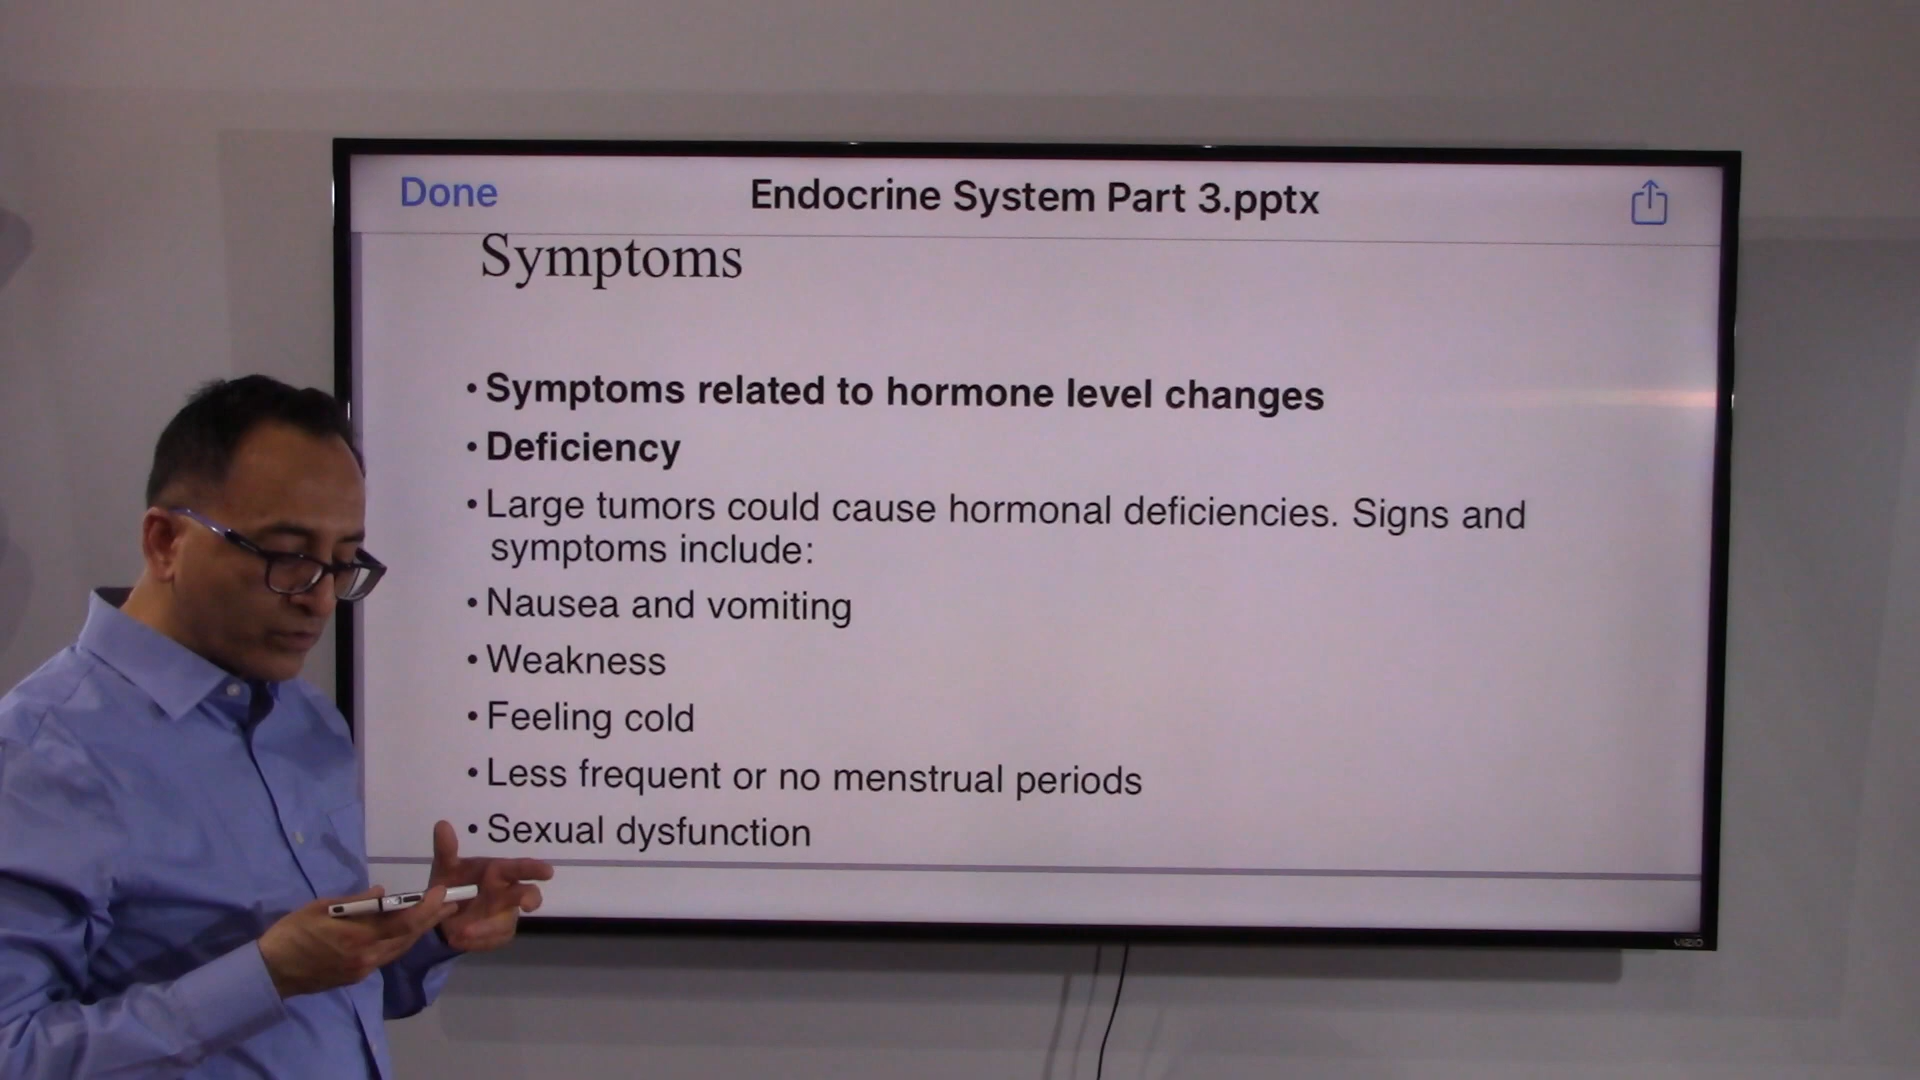 Done
Endocrine System Part 3.pptx
Symptoms
• Symptoms related to hormone level changes
• Deficiency
• Large tumors could cause hormonal deficiencies. Signs and
symptoms include:
• Nausea and vomiting
• Weakness
• Feeling cold
• Less frequent or no menstrual periods
• Sexual dysfunction
VIZIO